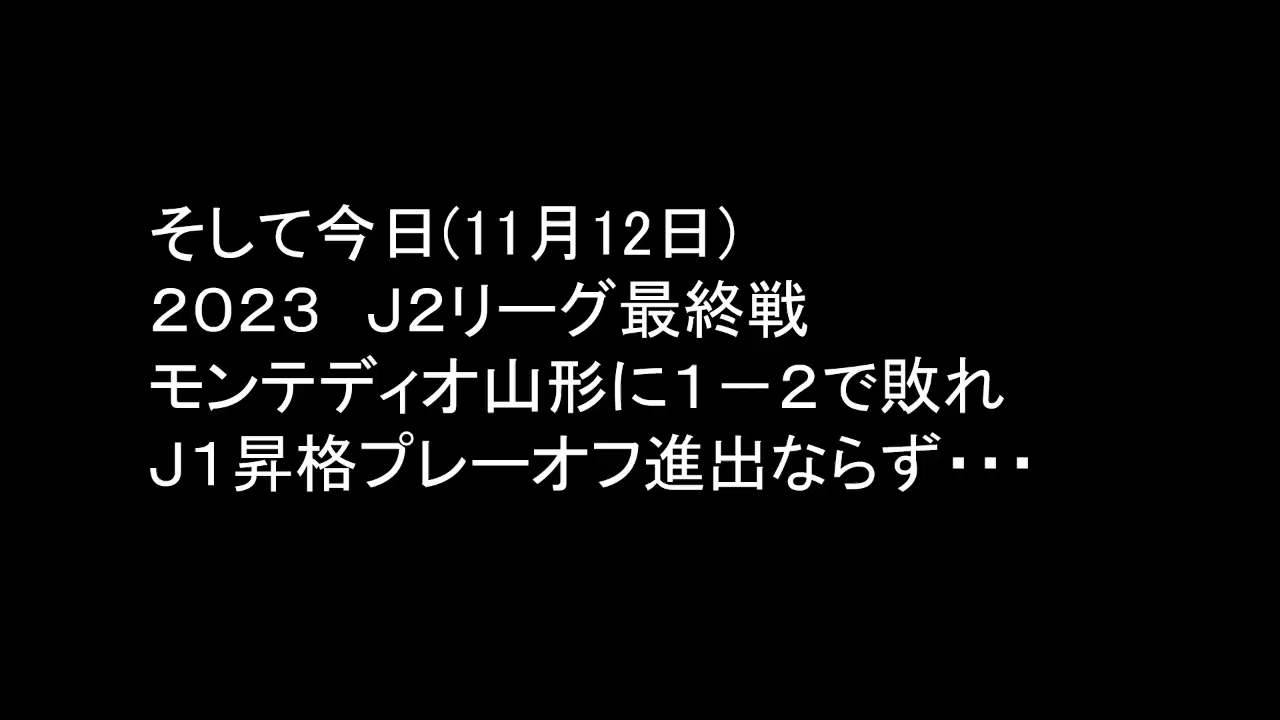 そして今日(11月12日)
２０２３　Ｊ２リーグ最終戦
モンテディオ山形に１－２で敗れ
Ｊ１昇格プレーオフ進出ならず・・・